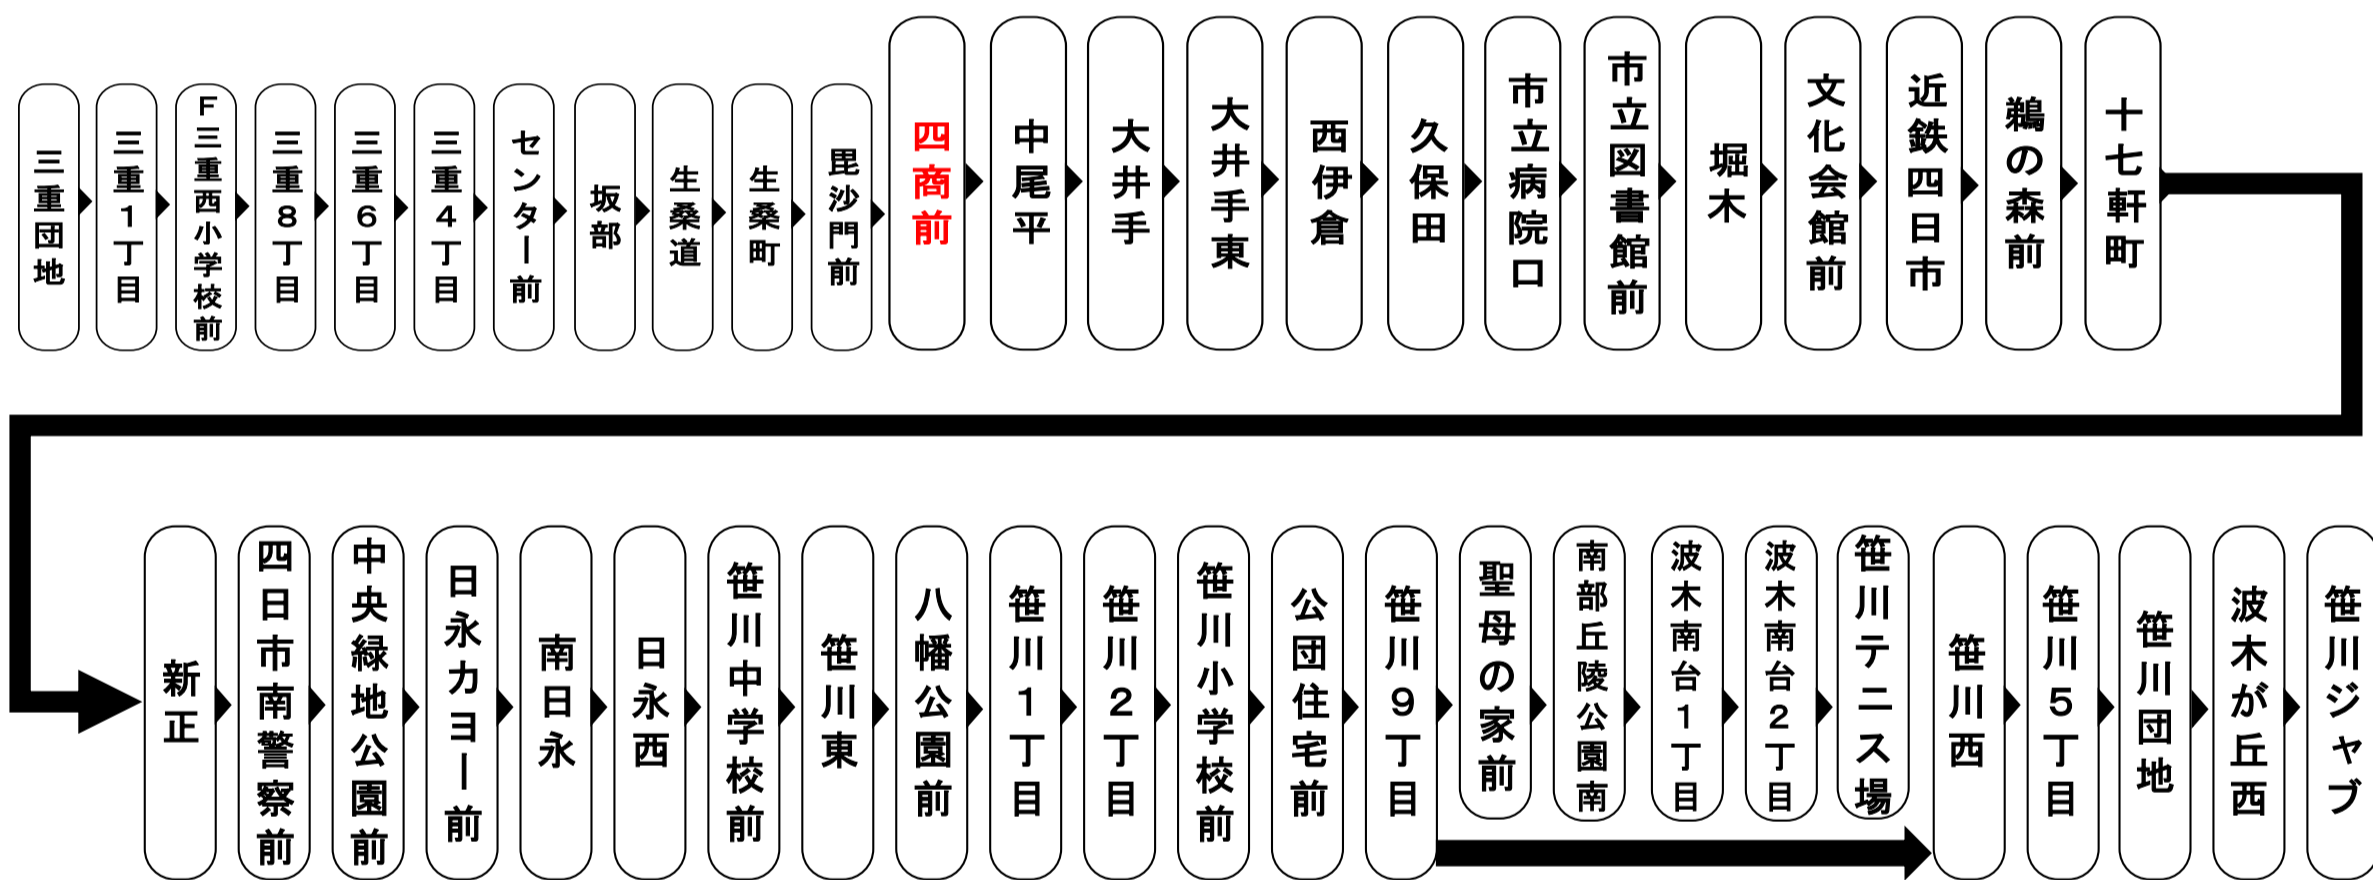 三重団地
三重１丁目
Ｆ三重西小学校前
三重８丁目
三重６丁目
三重４丁目
センター前
坂部
生桑道
生桑町
毘沙門前
四商前
中尾平
大井手
大井手東
西伊倉
久保田
市立病院口
市立図書館前
堀木
文化会館前
近鉄四日市
鵜の森前
十七軒町
新正
四日市南警察前
中央緑地公園前
日永カヨー前
南日永
日永西
笹川中学校前
笹川東
八幡公園前
笹川１丁目
笹川２丁目
笹川小学校前
公団住宅前
笹川９丁目
聖母の家前
南部丘陵公園南
波木南台１丁目
波木南台２丁目
笹川テニス場
笹川西
笹川５丁目
笹川団地
波木が丘西
笹川ジャブ